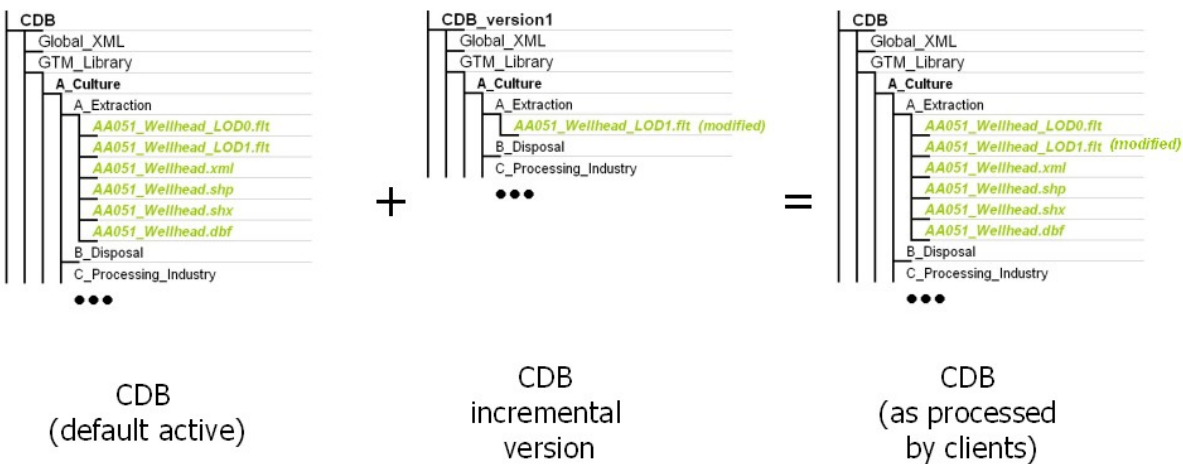 CDB
Global_XML
GTM_Library
A_Culture
A_Extraction
AA051_Wellhead_LOD0.flt
AA051_Wellhead_LOD1.flt
AA051_Wellhead.xml
AA051_Wellhead.shp
AA051_Wellhead.shx
AA051_Wellhead.dbf
B_Disposal
C_Processing_Industry
•••
CDB
(default active)
+
CDB_version1
Global_XML
GTM_Library
A_Culture
A_Extraction
AA051_Wellhead_LOD1.flt (modified)
B_Disposal
C_Processing_Industry
•••
CDB
incremental
version
=
CDB
Global_XML
GTM_Library
A_Culture
A_Extraction
AA051_Wellhead_LOD0.flt
AA051_Wellhead_LOD1.flt (modified)
AA051_Wellhead.xml
AA051_Wellhead.shp
AA051_Wellhead.shx
AA051_Wellhead.dbf
B_Disposal
C_Processing_Industry
•••
CDB
(as processed
by clients)